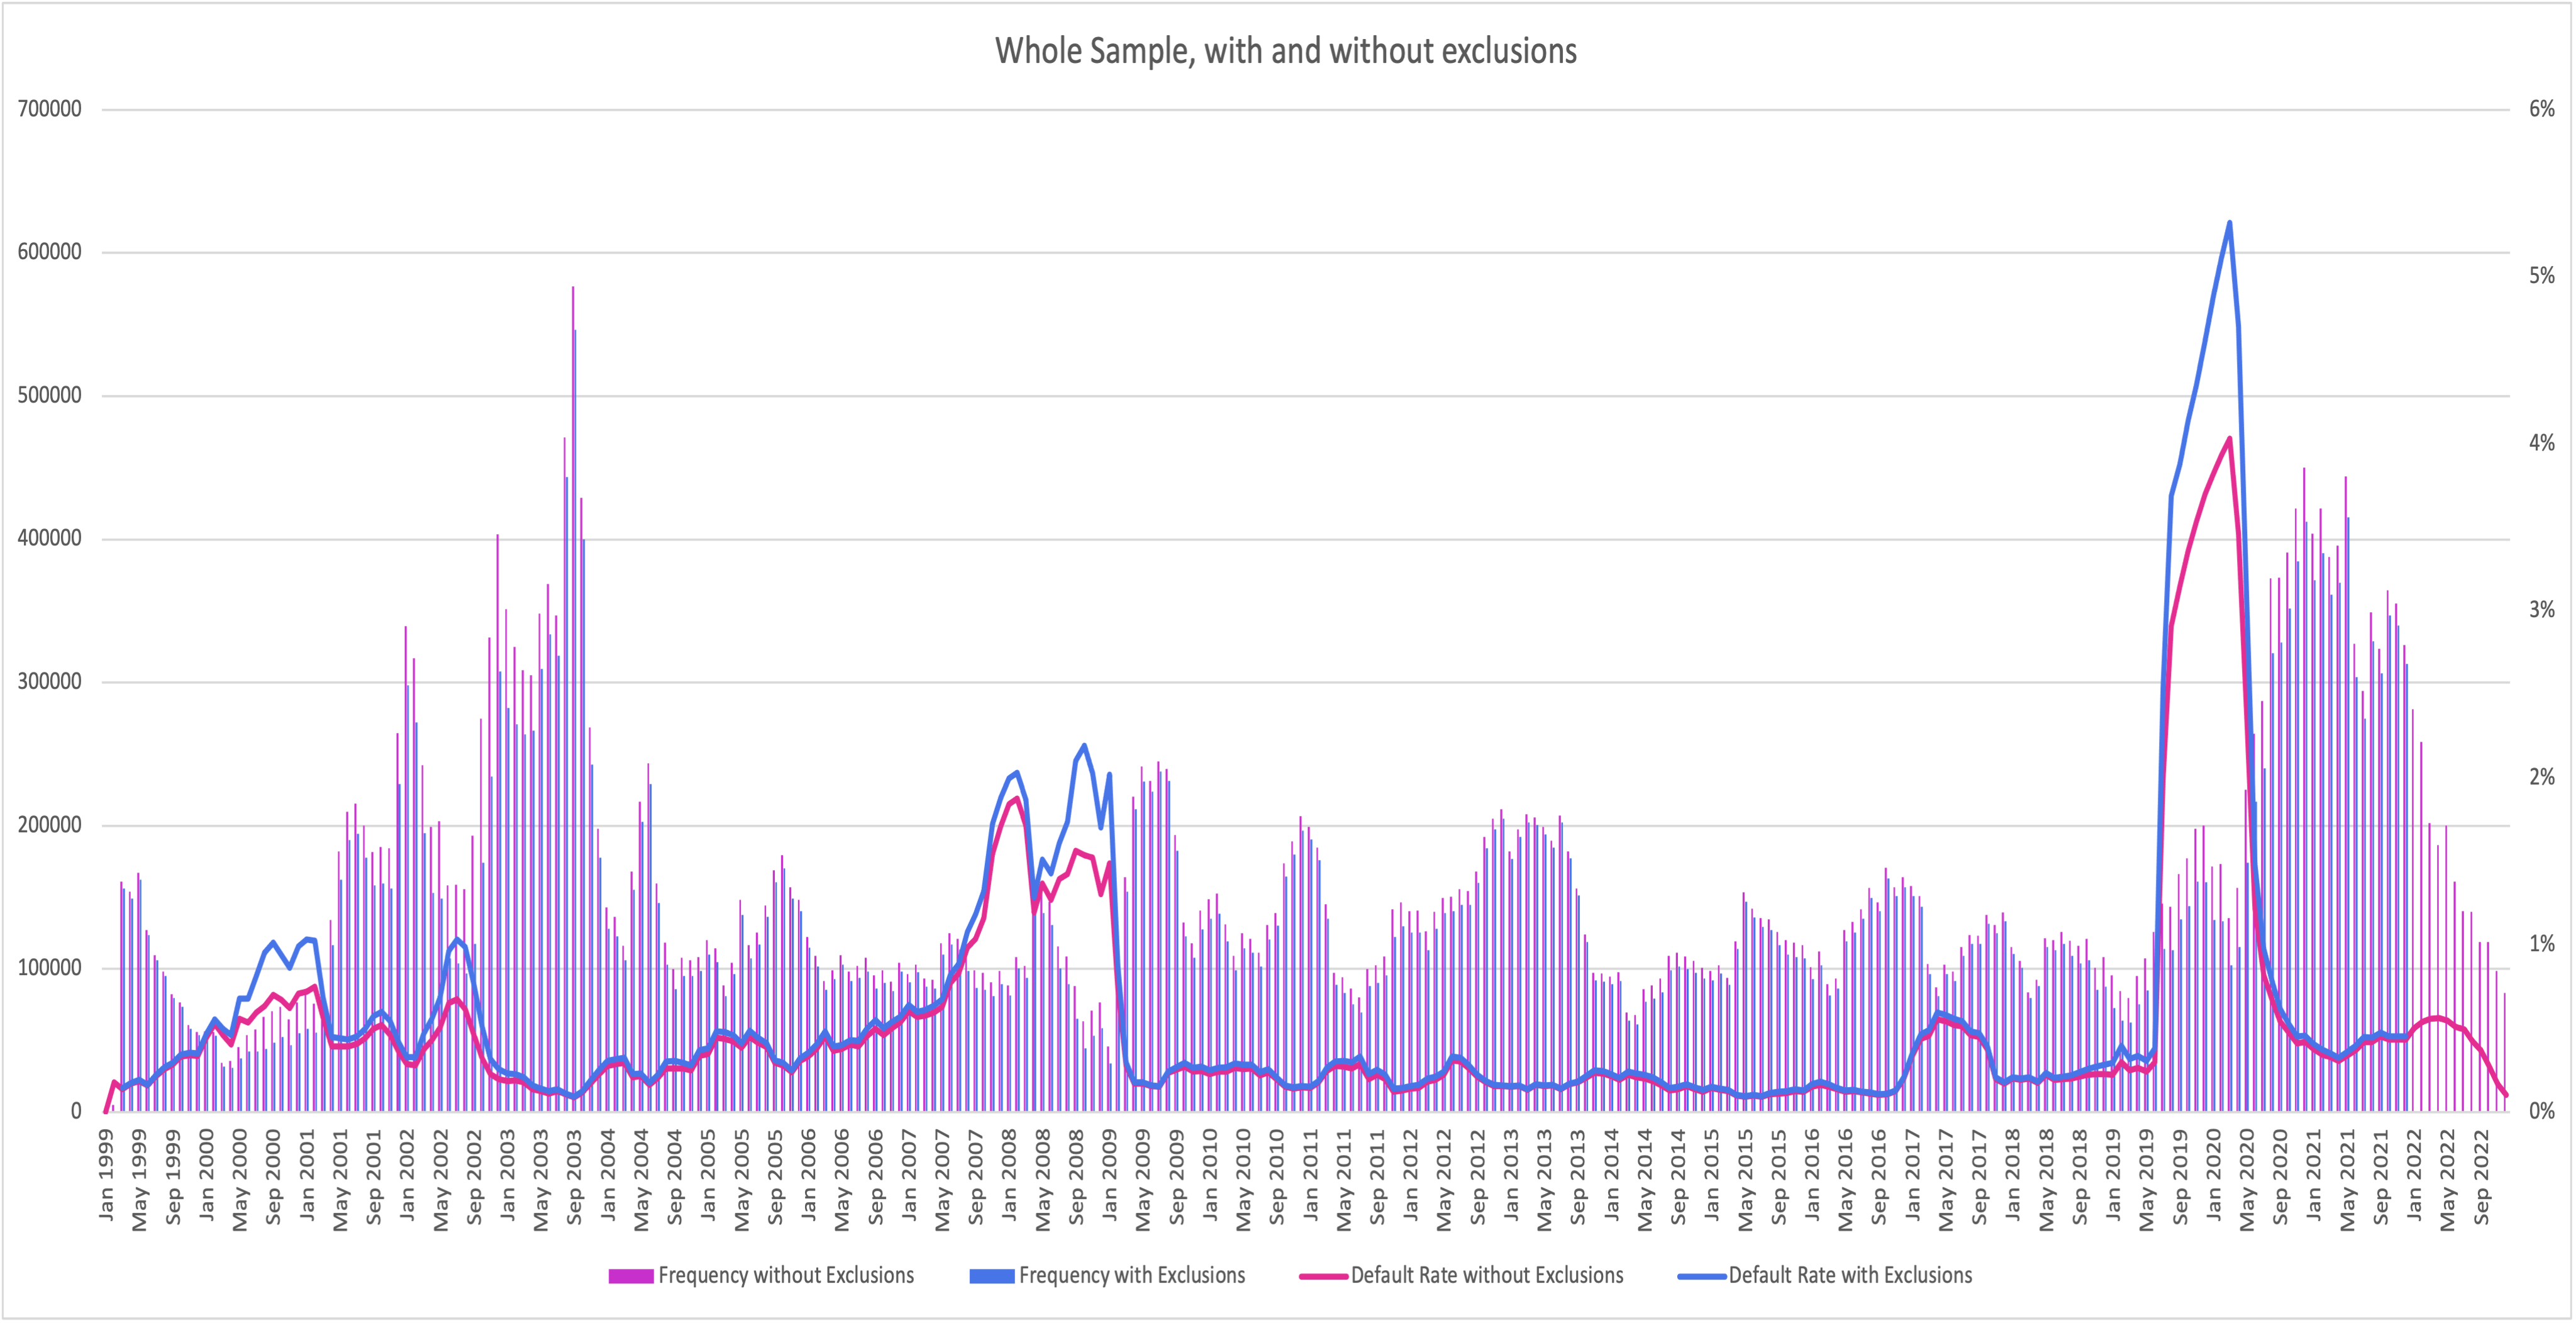 Whole Sample, with and without exclusions
700000
600000
500000
400000
300000
200000
100000
0
6%
5%
4%
3%
2%
1%
0%
Jan 1999
May 1999
Sep 1999
Jan 2000
May 2000
Sep 2000
Jan 2001
May 2001
Sep 2001
Jan 2002
May 2002
Sep 2002
Jan 2003
May 2003
Sep 2003
Jan 2004
May 2004
Sep 2004
Jan 2005
May 2005
Sep 2005
Jan 2006
May 2006
Sep 2006
Jan 2007
May 2007
Sep 2007
Jan 2008
May 2008
Sep 2008
Jan 2009
May 2009
Sep 2009
Jan 2010
May 2010
Sep 2010
Jan 2011
May 2011
Sep 2011
Jan 2012
May 2012
Sep 2012
Jan 2013
May 2013
Sep 2013
Jan 2014
May 2014
Sep 2014
Jan 2015
May 2015
Sep 2015
Jan 2016
May 2016
Sep 2016
Jan 2017
May 2017
Sep 2017
Jan 2018
May 2018
Sep 2018
Jan 2019
May 2019
Sep 2019
Jan 2020
May 2020
Sep 2020
Jan 2021
May 2021
Sep 2021
Jan 2022
May 2022
Sep 2022
Frequency without Exclusions
Frequency with Exclusions
Default Rate without Exclusions
Default Rate with Exclusions